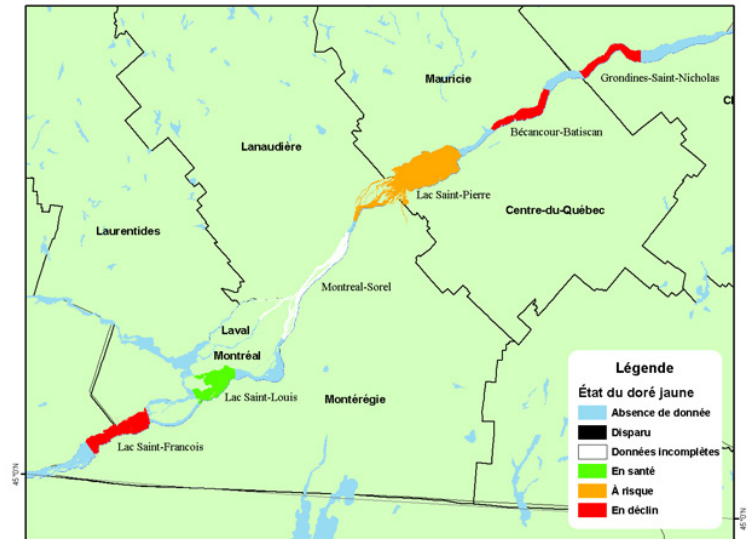 Grondines-Saint-Nicholas
Mauricie
Bécancour-Batiscan
Lanaudière
Lac Saint-Pierre
Centre-du-Québec
Laurentides
Montreal-Sorel
Laval
Montréal
Lac Saint-Louis
Montérégie
Lac Saint-Francois
45°0'N
45°0'N
Légende
État du doré jaune
Absence de donnée
Disparu
Données incomplètes
En santé
À risque
En déclin